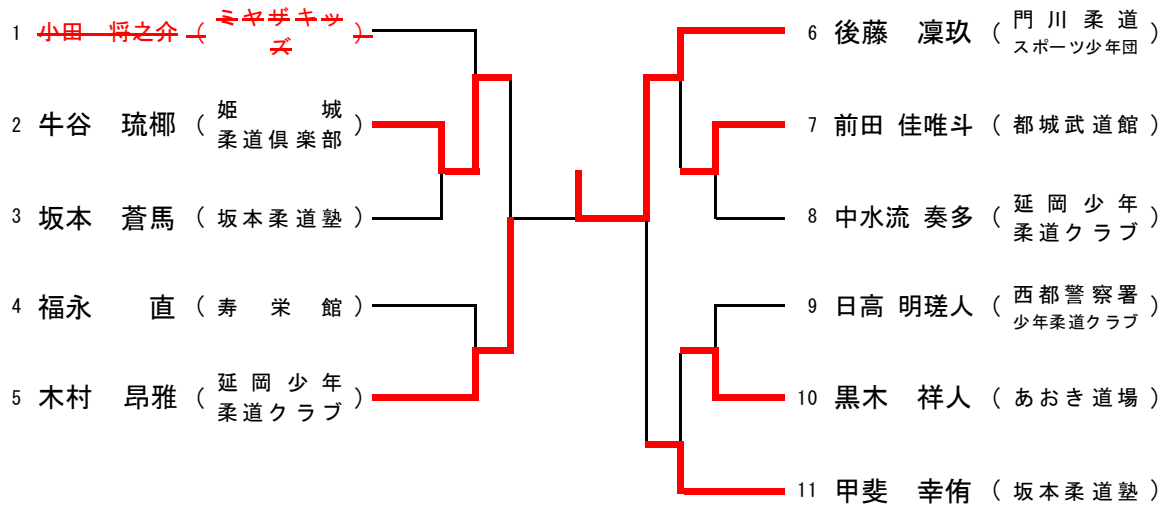 1 小田 将之介 (ミヤザキッズ)
2 牛谷 琉椰 (姫城柔道倶楽部)
3 坂本 蒼馬 (坂本柔道塾)
4 福永 直 (寿栄館)
5 木村 昂雅 (延岡少年柔道クラブ)
6 後藤 凜玖 (門川柔道スポーツ少年団)
7 前田 佳唯斗 (都城武道館)
8 中水流 奏多 (延岡少年柔道クラブ)
9 日高 明瑳人 (西都警察署少年柔道クラブ)
10 黒木 祥人 (あおき道場)
11 甲斐 幸侑 (坂本柔道塾)